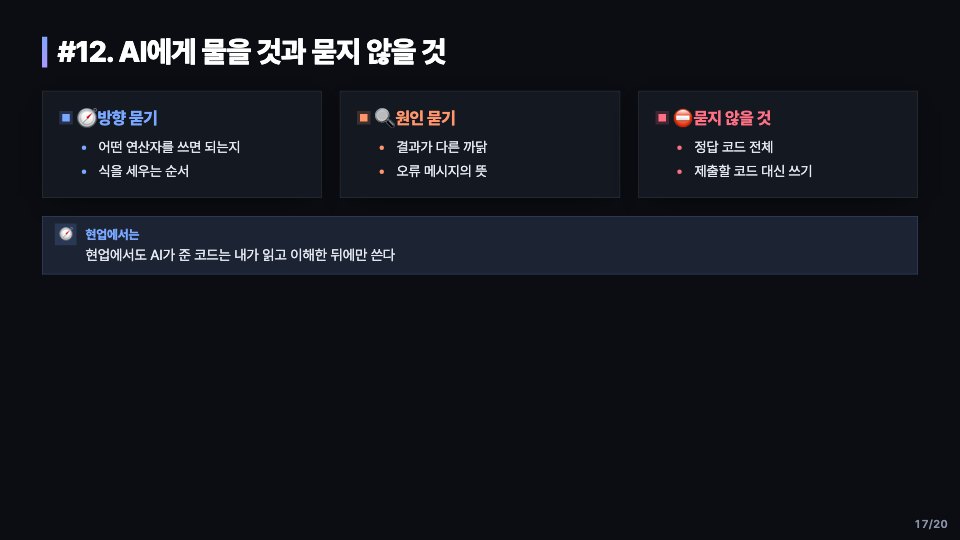 #12. AI에게 물을 것과 묻지 않을 것
방향 묻기
어떤 연산자를 쓰면 되는지
식을 세우는 순서
원인 묻기
결과가 다른 까닭
오류 메시지의 뜻
묻지 않을 것
정답 코드 전체
제출할 코드 대신 쓰기
현업에서는
현업에서도 AI가 준 코드는 내가 읽고 이해한 뒤에만 쓴다
17/20